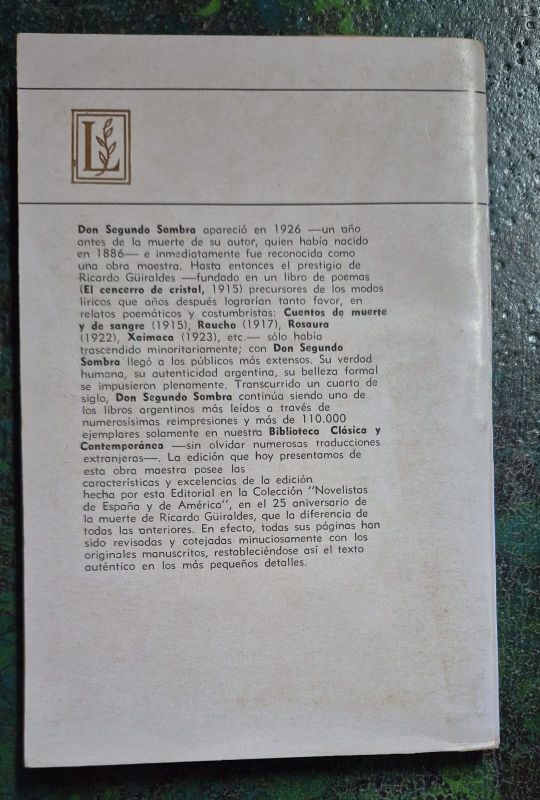 L
Don Segundo Sombra apareció en 1926 —un año
antes de la muerte de su autor, quien había nacido
en 1886— e inmediatamente fue reconocida como
una obra maestra. Hasta entonces el prestigio de
Ricardo Güiraldes —fundado en un libro de poemas
(El cencerro de cristal, 1915) precursores de los modos
líricos que años después lograrían tanto favor, en
relatos poemáticos y costumbristas: Cuentos de muerte
y de sangre (1915), Raucho (1917), Rosaura
(1922), Xaimaca (1923), etc.— sólo había
trascendido minoritariamente; con Don Segundo
Sombra llegó a los públicos más extensos. Su verdad
humana, su autenticidad argentina, su belleza formal
se impusieron plenamente. Transcurrido un cuarto de
siglo, Don Segundo Sombra continúa siendo uno de
los libros argentinos más leídos a través de
numerosísimas reimpresiones y más de 110.000
ejemplares solamente en nuestra Biblioteca Clásica y
Contemporánea —sin olvidar numerosas traducciones
extranjeras—. La edición que hoy presentamos de
esta obra maestra posee las
características y excelencias de la edición
hecha por esta Editorial en la Colección "Novelistas
de España y de América", en el 25 aniversario de
la muerte de Ricardo Güiraldes, que la diferencia de
todas las anteriores. En efecto, todas sus páginas han
sido revisadas y cotejadas minuciosamente con los
originales manuscritos, restableciéndose así el texto
auténtico en los más pequeños detalles.